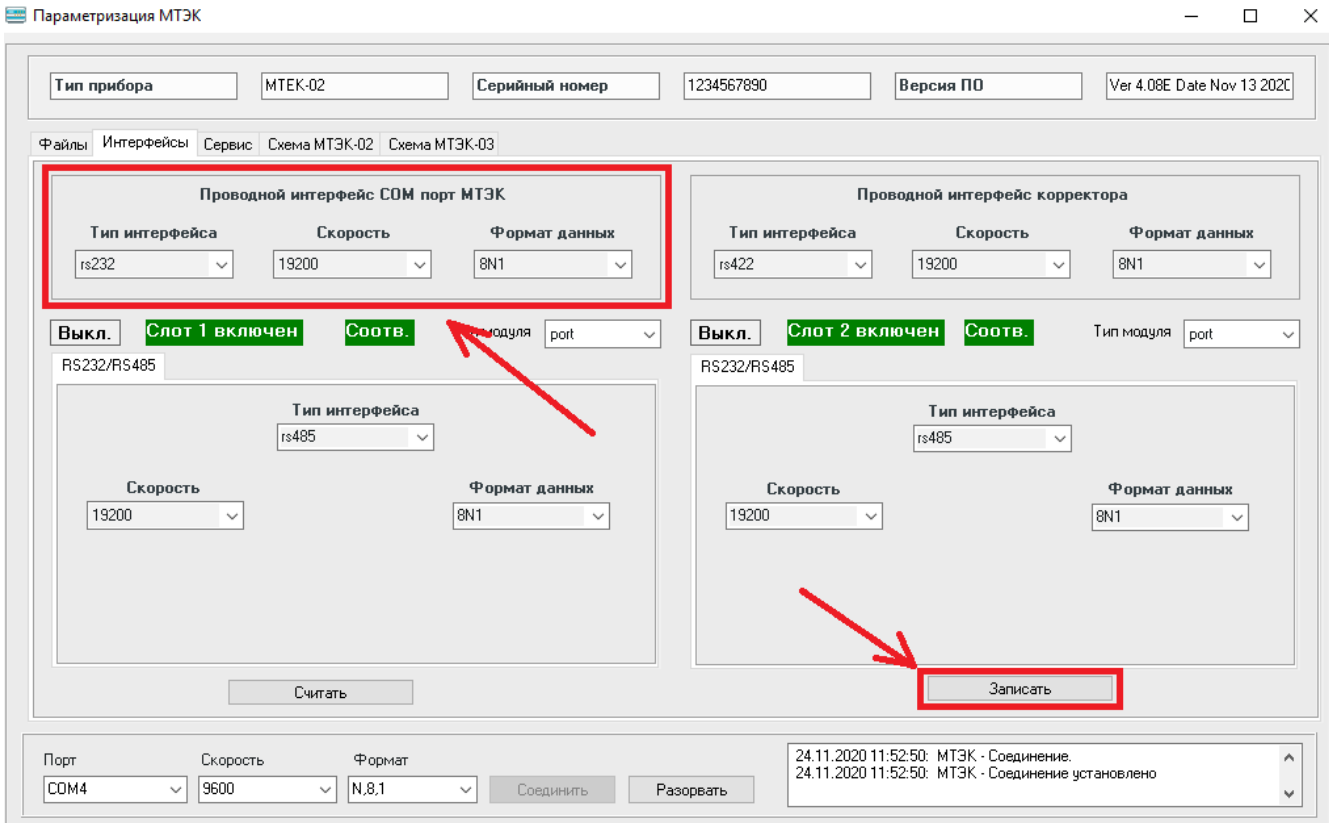 Параметризация МТЭК
Тип прибора MTEK-02 Серийный номер 1234567890 Версия ПО Ver 4.08E Date Nov 13 202
Файлы Интерфейсы Сервис Схема МТЭК-02 Схема МТЭК-03
Проводной интерфейс COM порт МТЭК
Тип интерфейса Скорость Формат данных
rs232 19200 8N1
Проводной интерфейс корректора
Тип интерфейса Скорость Формат данных
rs422 19200 8N1
Выкл. Слот 1 включен Соотв. модуля port
RS232/RS485
Тип интерфейса
rs485
Скорость Формат данных
19200 8N1
Считать
Выкл. Слот 2 включен Соотв. Тип модуля port
RS232/RS485
Тип интерфейса
rs485
Скорость Формат данных
19200 8N1
Записать
Порт Скорость Формат
COM4 9600 N,8,1 Соединить Разорвать
24.11.2020 11:52:50: МТЭК - Соединение.
24.11.2020 11:52:50: МТЭК - Соединение установлено